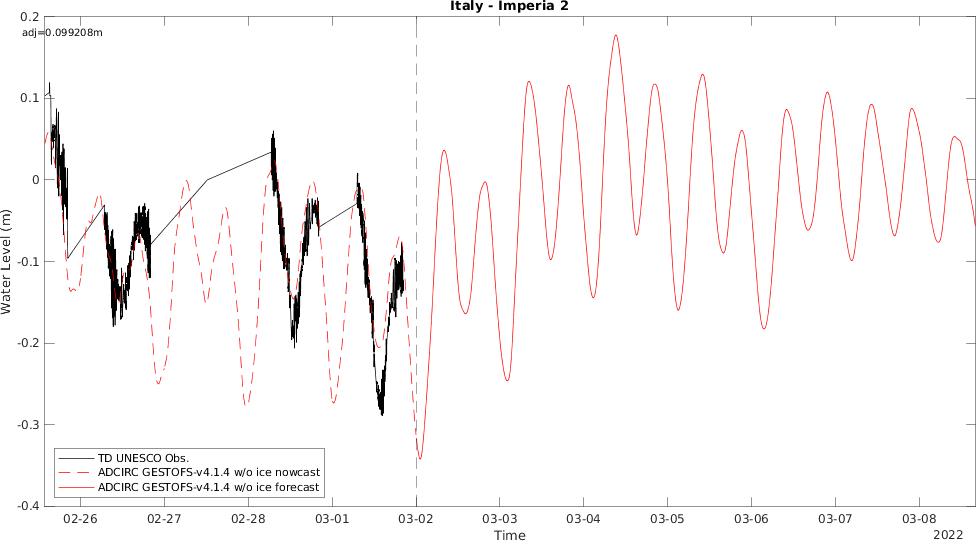 Italy - Imperia 2
adj=0.099208m
0.2
0.1
0
-0.1
-0.2
-0.3
-0.4
Water Level (m)
TD UNESCO Obs.
ADCIRC GESTOFS-v4.1.4 w/o ice nowcast
ADCIRC GESTOFS-v4.1.4 w/o ice forecast
02-26 02-27 02-28 03-01 03-02 03-03 03-04 03-05 03-06 03-07 03-08
Time
2022